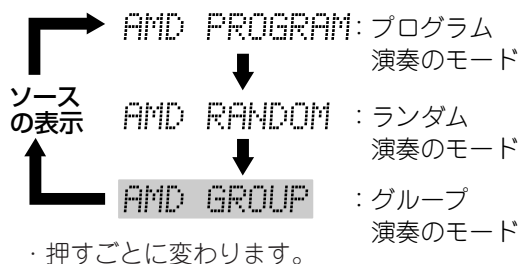 AMD PROGRAM：プログラム
演奏のモード
ソース
の表示
AMD RANDOM ：ランダム
演奏のモード
AMD GROUP ：グループ
演奏のモード
・押すごとに変わります。